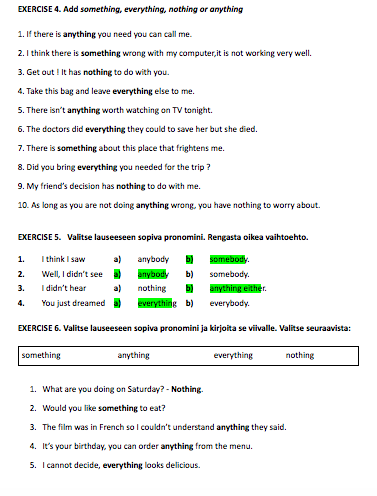 EXERCISE 4. Add something, everything, nothing or anything
1. If there is anything you need you can call me.
2. I think there is something wrong with my computer,it is not working very well.
3. Get out ! It has nothing to do with you.
4. Take this bag and leave everything else to me.
5. There isn't anything worth watching on TV tonight.
6. The doctors did everything they could to save her but she died.
7. There is something about this place that frightens me.
8. Did you bring everything you needed for the trip ?
9. My friend's decision has nothing to do with me.
10. As long as you are not doing anything wrong, you have nothing to worry about.
EXERCISE 5. Valitse lauseeseen sopiva pronomini. Rengasta oikea vaihtoehto.
1. I think I saw a) anybody b) somebody.
2. Well, I didn't see a) anybody b) somebody.
3. I didn't hear a) nothing b) anything either.
4. You just dreamed a) everything b) everybody.
EXERCISE 6. Valitse lauseeseen sopiva pronomini ja kirjoita se viivalle. Valitse seuraavista:
something anything everything nothing
1. What are you doing on Saturday? - Nothing.
2. Would you like something to eat?
3. The film was in French so I couldn't understand anything they said.
4. It's your birthday, you can order anything from the menu.
5. I cannot decide, everything looks delicious.